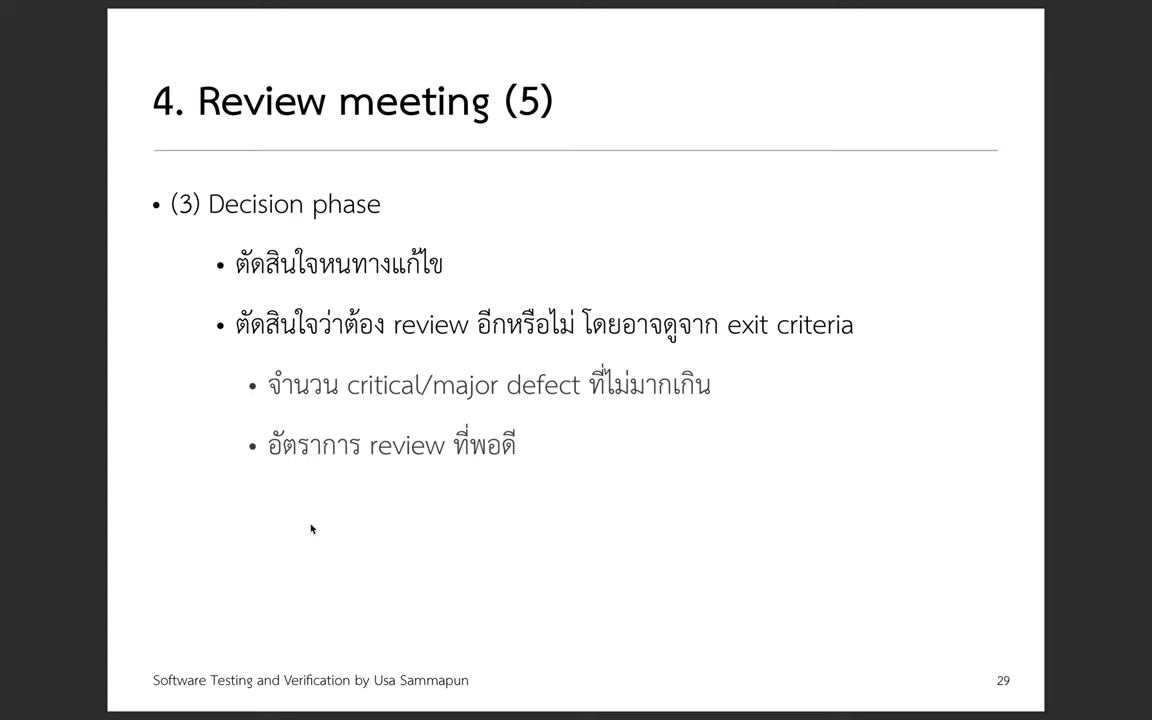 4. Review meeting (5)
• (3) Decision phase
• ตัดสินใจหนทางแก้ไข
• ตัดสินใจว่าต้อง review อีกหรือไม่ โดยอาจดูจาก exit criteria
• จำนวน critical/major defect ที่ไม่มากเกิน
• อัตราการ review ที่พอดี
Software Testing and Verification by Usa Sammapun
29